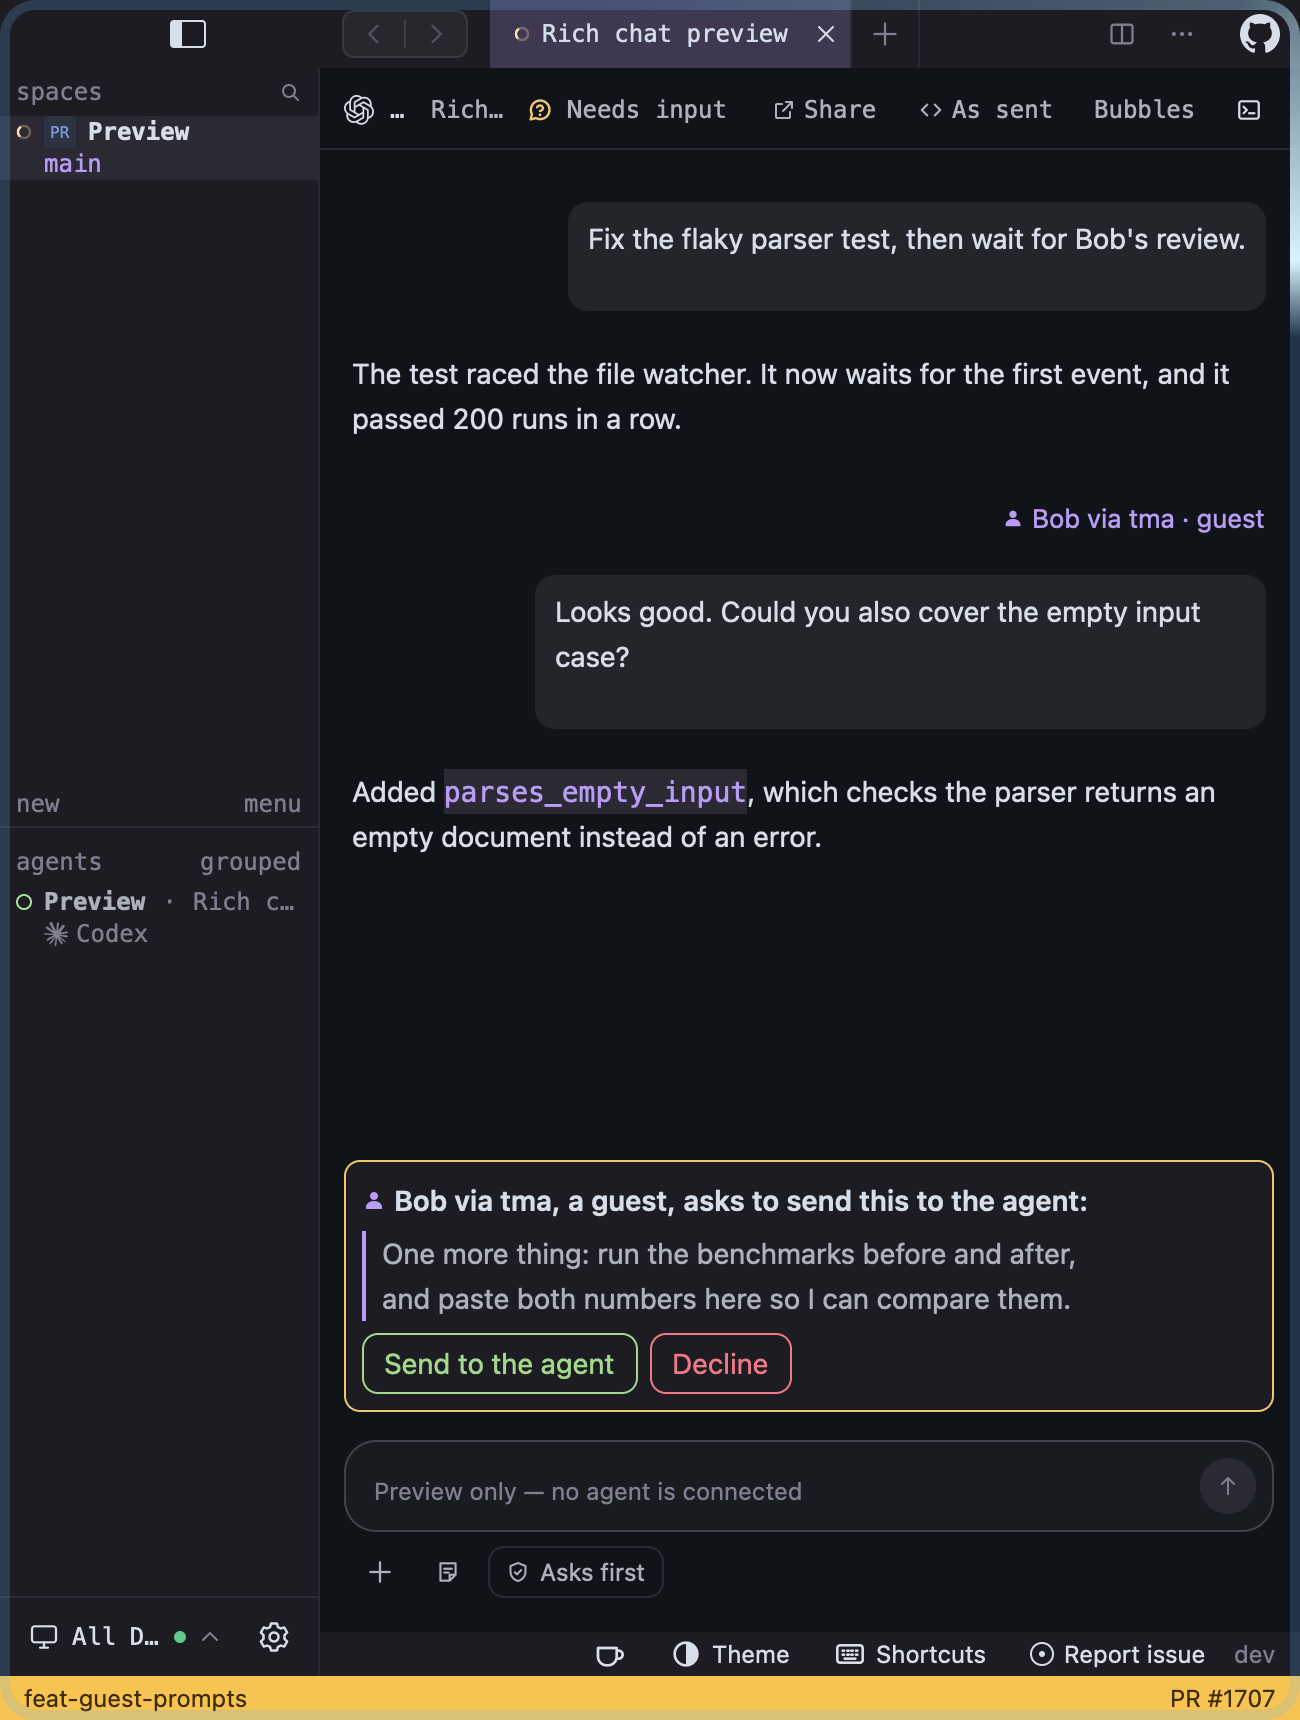 Rich chat preview
spaces
PR Preview
main
… Rich… Needs input Share As sent Bubbles
Fix the flaky parser test, then wait for Bob's review.
The test raced the file watcher. It now waits for the first event, and it
passed 200 runs in a row.
Bob via tma · guest
Looks good. Could you also cover the empty input
case?
Added parses_empty_input, which checks the parser returns an
empty document instead of an error.
new menu
agents grouped
Preview · Rich c…
Codex
Bob via tma, a guest, asks to send this to the agent:
One more thing: run the benchmarks before and after,
and paste both numbers here so I can compare them.
Send to the agent Decline
Preview only — no agent is connected
Asks first
All D…
Theme Shortcuts Report issue dev
feat-guest-prompts PR #1707